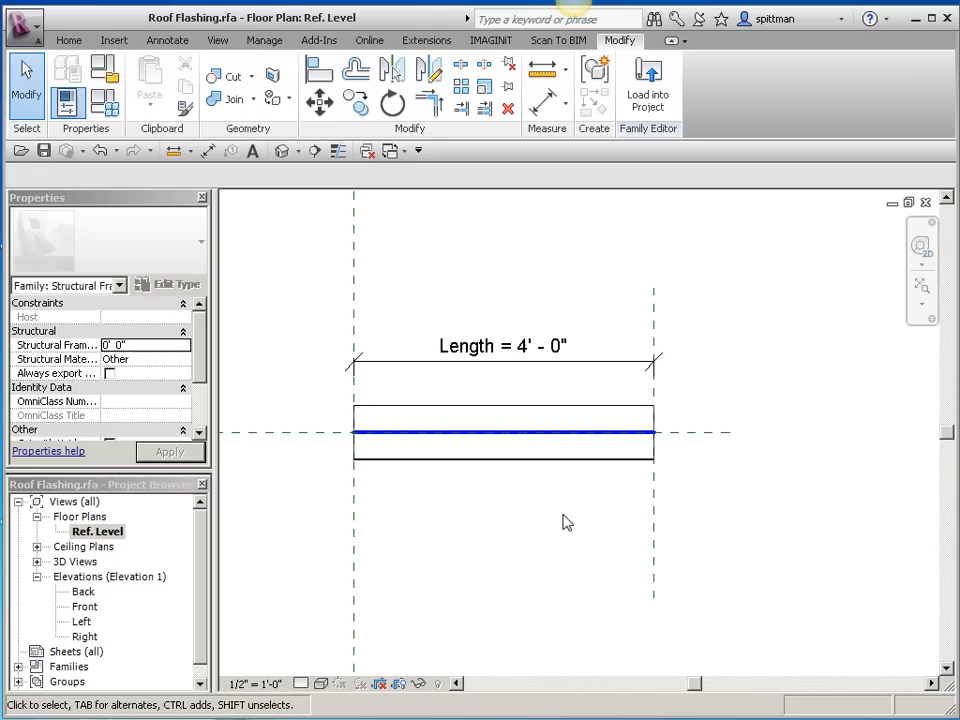 Roof Flashing.rfa - Floor Plan: Ref. Level
Type a keyword or phrase
spittman
Home Insert Annotate View Manage Add-Ins Online Extensions IMAGINiT Scan To BIM Modify
Modify
Paste
Cut
Join
Load into
Project
Select Properties Clipboard Geometry Modify Measure Create Family Editor
Properties
Family: Structural Fra
Edit Type
Constraints
Host
Structural
Structural Fram... 0' 0"
Structural Mate... Other
Always export ...
Identity Data
OmniClass Num...
OmniClass Title
Other
Properties help
Apply
Roof Flashing.rfa - Project Browser
Views (all)
Floor Plans
Ref. Level
Ceiling Plans
3D Views
Elevations (Elevation 1)
Back
Front
Left
Right
Sheets (all)
Families
Groups
Length = 4' - 0"
2D
1/2" = 1'-0"
Click to select, TAB for alternates, CTRL adds, SHIFT unselects.